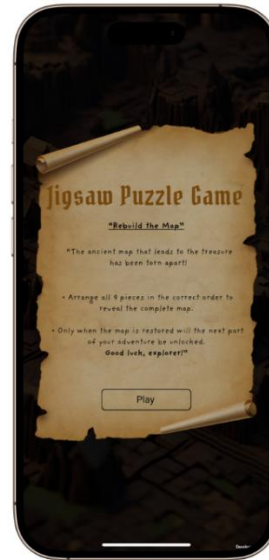 Jigsaw Puzzle Game
"Rebuild the Map"
"The ancient map that leads to the treasure
has been torn apart!
• Arrange all 9 pieces in the correct order to
reveal the complete map.
• Only when the map is restored will the next part
of your adventure be unlocked.
Good luck, explorer!"
Play